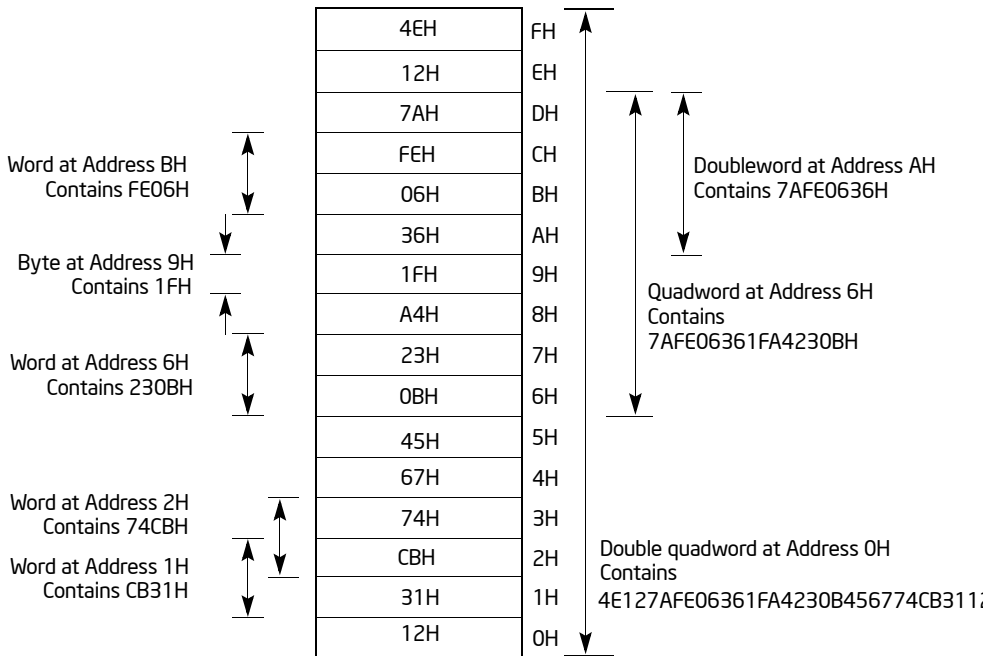 4EH FH
12H EH
7AH DH
FEH CH
06H BH
36H AH
1FH 9H
A4H 8H
23H 7H
0BH 6H
45H 5H
67H 4H
74H 3H
CBH 2H
31H 1H
12H 0H
Word at Address BH
Contains FE06H
Byte at Address 9H
Contains 1FH
Word at Address 6H
Contains 230BH
Word at Address 2H
Contains 74CBH
Word at Address 1H
Contains CB31H
Doubleword at Address AH
Contains 7AFE0636H
Quadword at Address 6H
Contains
7AFE06361FA4230BH
Double quadword at Address 0H
Contains
4E127AFE06361FA4230B456774CB3112